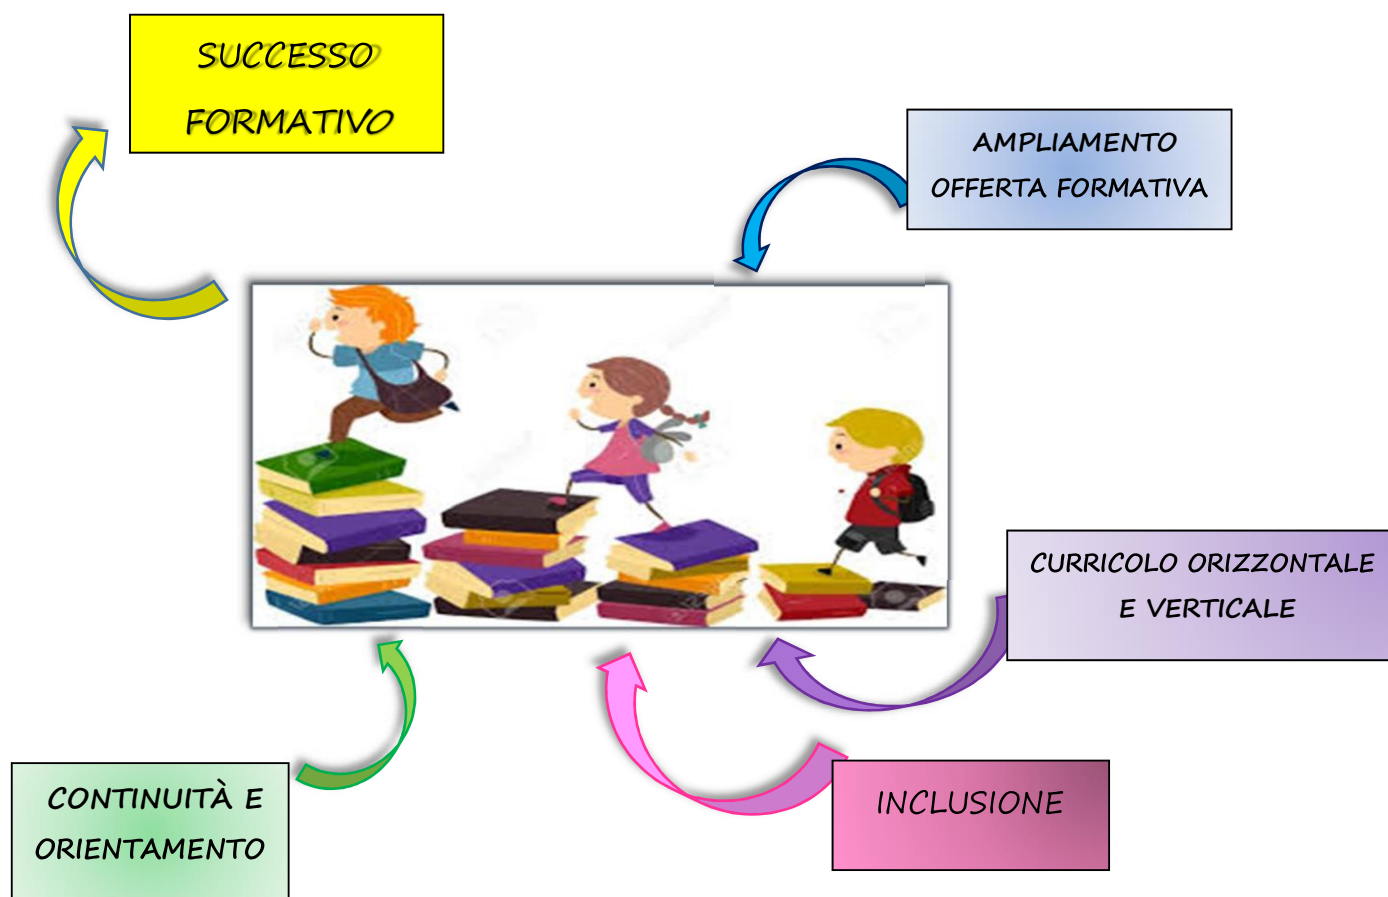 SUCCESSO
FORMATIVO
AMPLIAMENTO
OFFERTA FORMATIVA
CURRICOLO ORIZZONTALE
E VERTICALE
INCLUSIONE
CONTINUITÀ E
ORIENTAMENTO